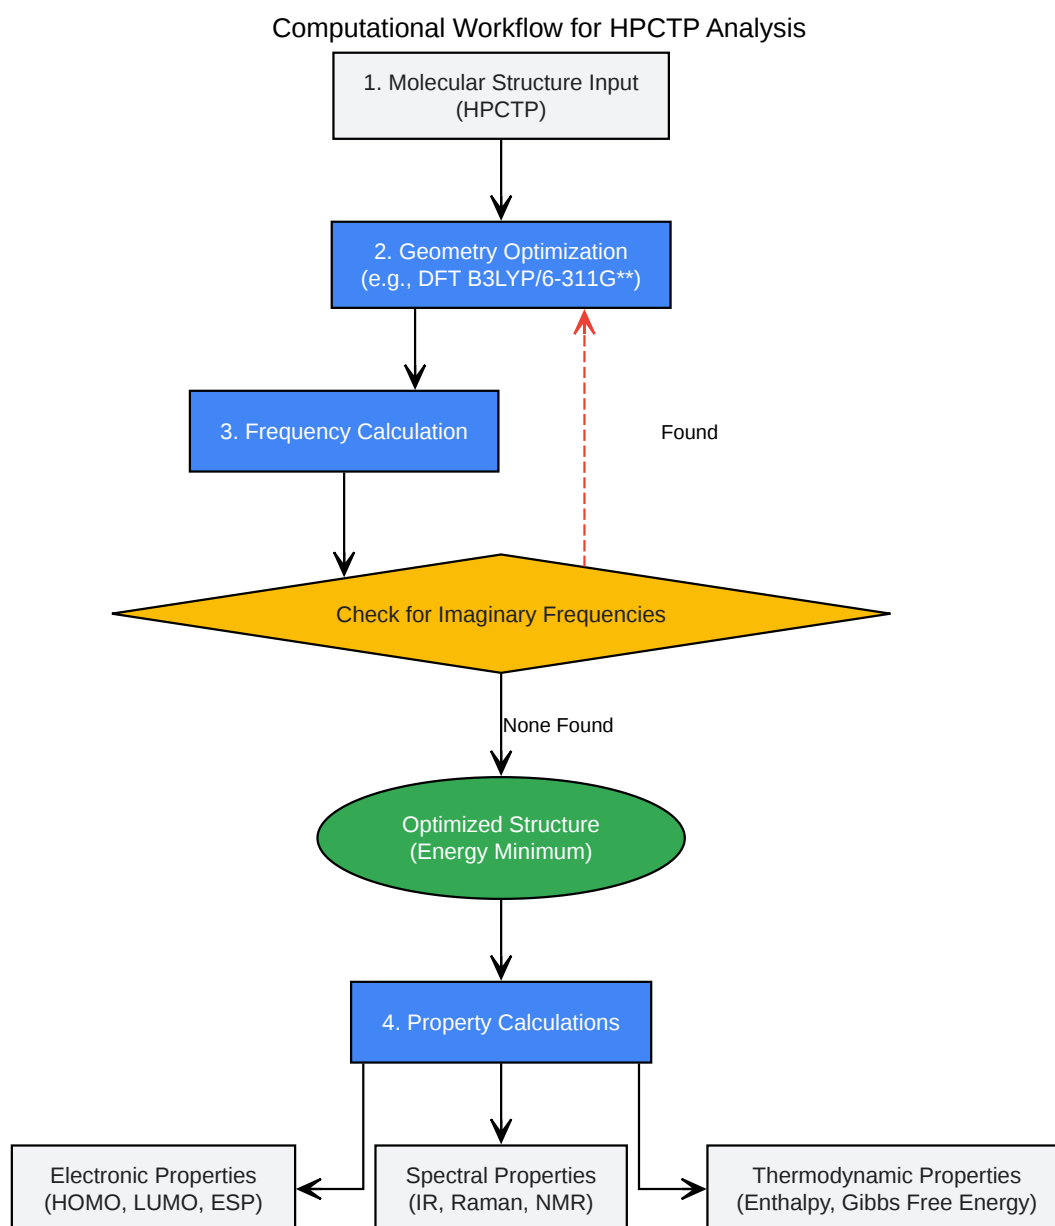 Computational Workflow for HPCTP Analysis
1. Molecular Structure Input
(HPCTP)
2. Geometry Optimization
(e.g., DFT B3LYP/6-311G**)
3. Frequency Calculation
Found
Check for Imaginary Frequencies
None Found
Optimized Structure
(Energy Minimum)
4. Property Calculations
Electronic Properties
(HOMO, LUMO, ESP)
Spectral Properties
(IR, Raman, NMR)
Thermodynamic Properties
(Enthalpy, Gibbs Free Energy)